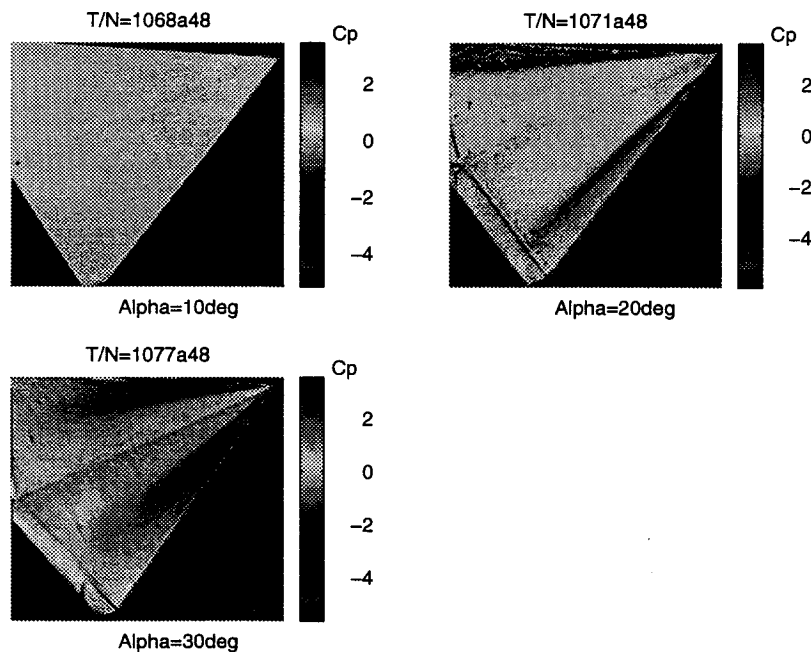 T/N=1068a48
Cp
2
0
−2
−4
Alpha=10deg
T/N=1071a48
Cp
2
0
−2
−4
Alpha=20deg
T/N=1077a48
Cp
2
0
−2
−4
Alpha=30deg